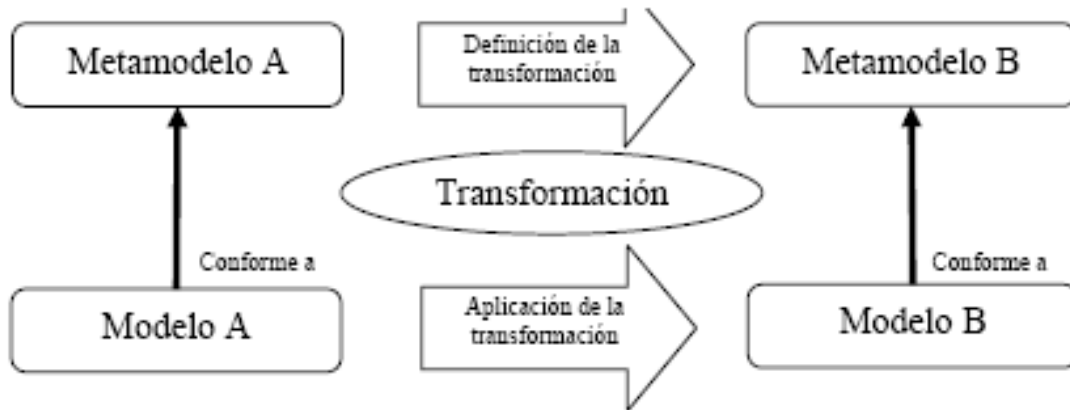 Metamodelo A
Definición de la
transformación
Metamodelo B
Transformación
Conforme a
Conforme a
Modelo A
Aplicación de la
transformación
Modelo B